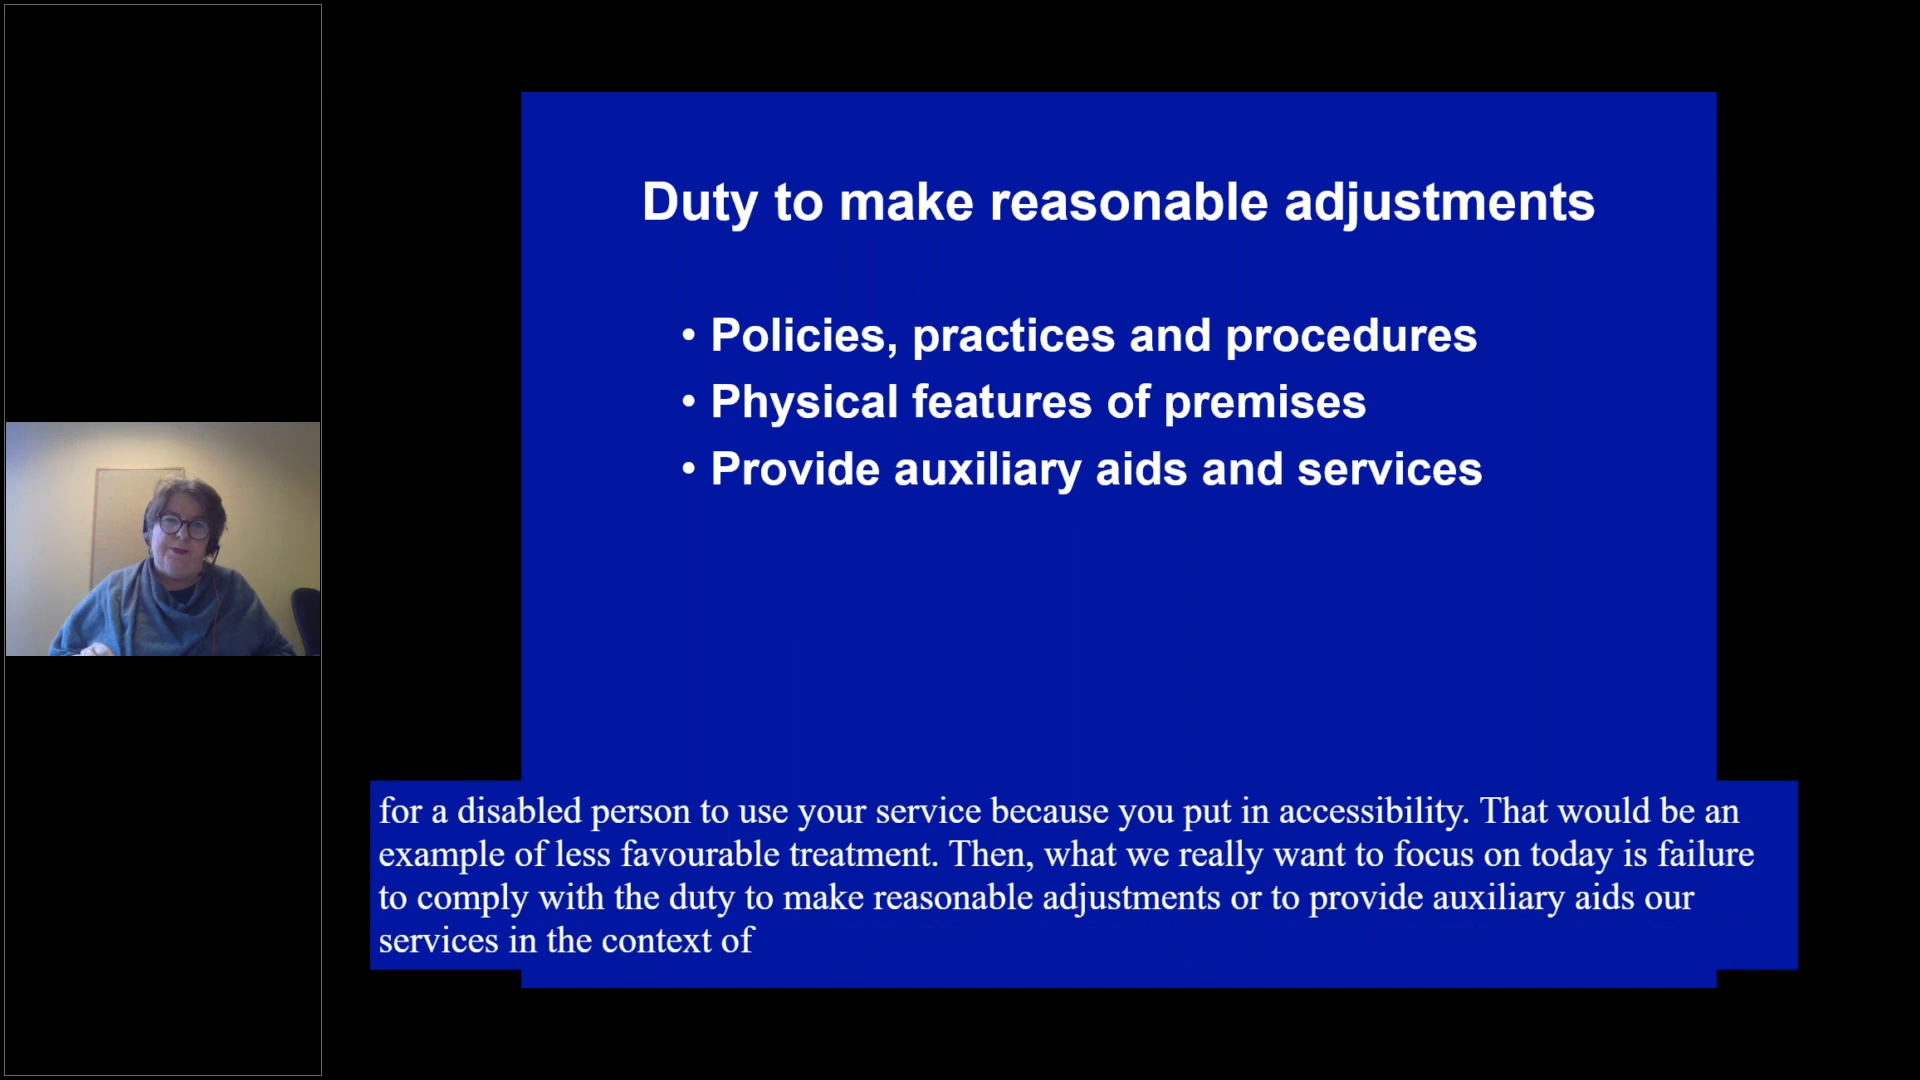 Duty to make reasonable adjustments
• Policies, practices and procedures
• Physical features of premises
• Provide auxiliary aids and services
for a disabled person to use your service because you put in accessibility. That would be an
example of less favourable treatment. Then, what we really want to focus on today is failure
to comply with the duty to make reasonable adjustments or to provide auxiliary aids our
services in the context of